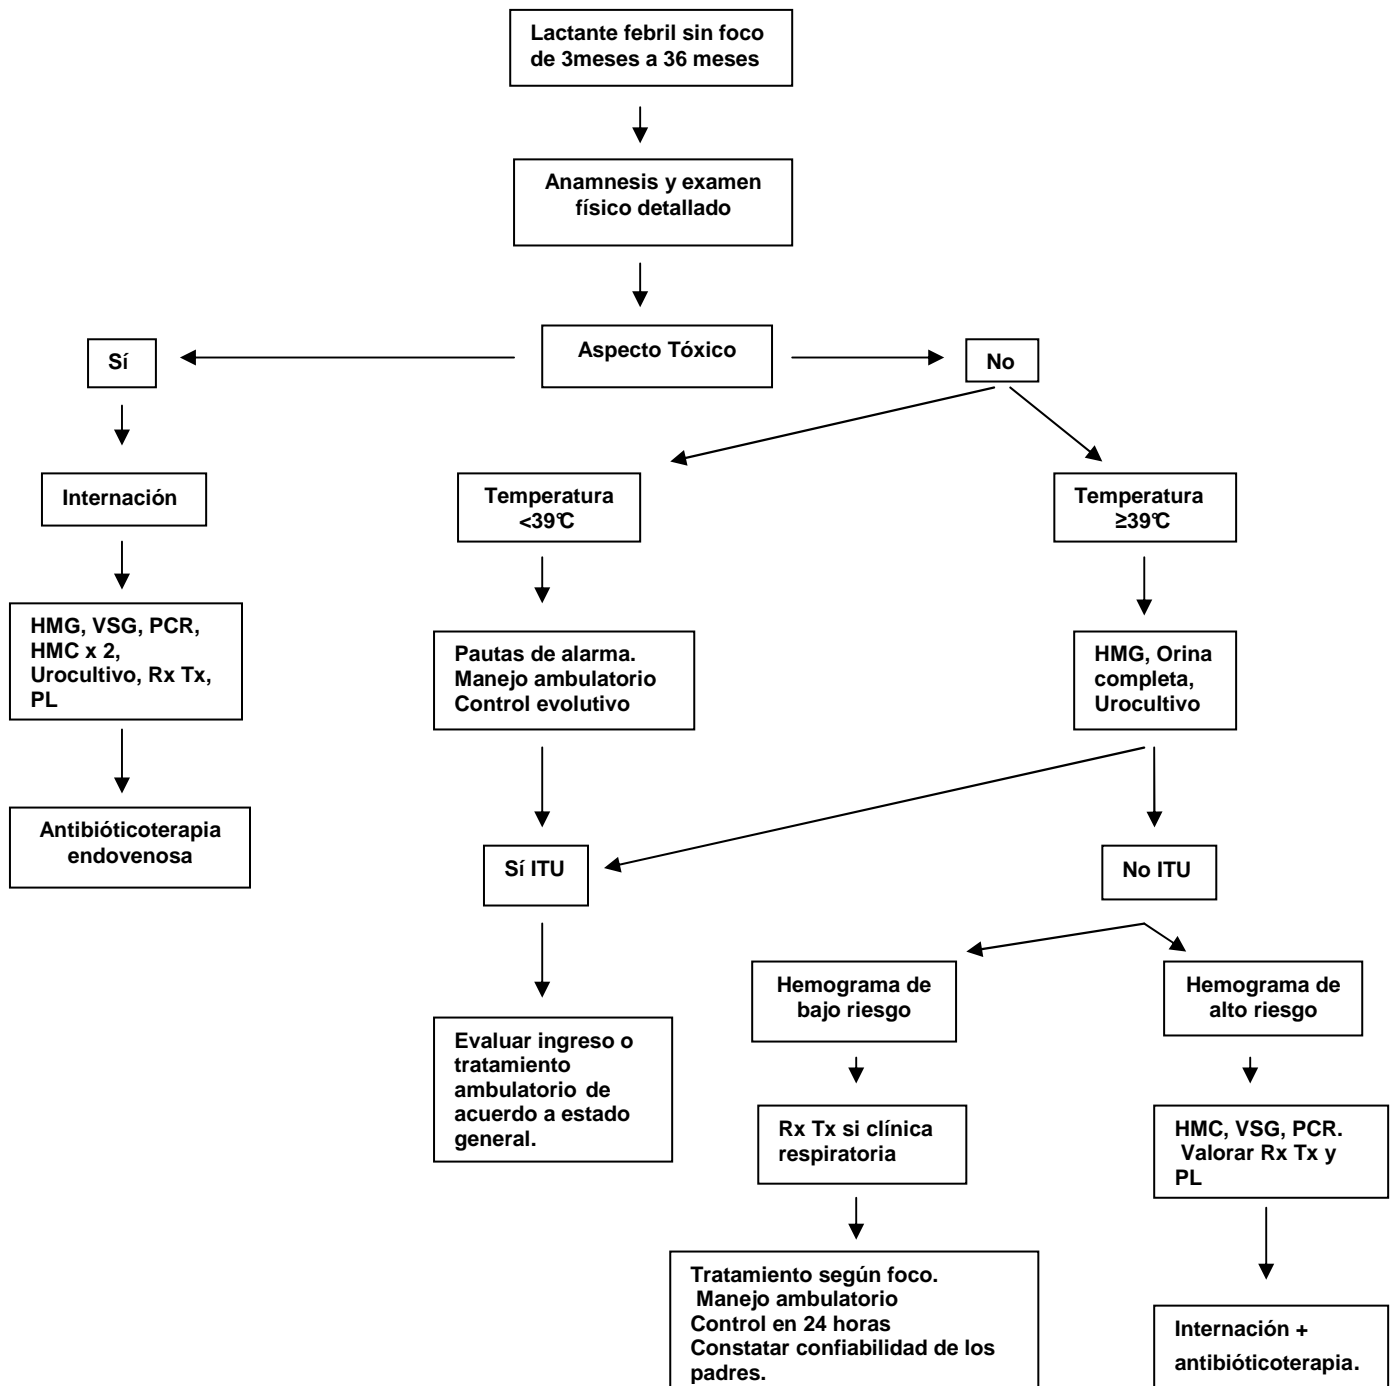 Lactante febril sin foco
de 3meses a 36 meses
Anamnesis y examen
físico detallado
Aspecto Tóxico
Sí
No
Internación
Temperatura
<39°C
Temperatura
≥39°C
HMG, VSG, PCR,
HMC x 2,
Urocultivo, Rx Tx,
PL
Pautas de alarma.
Manejo ambulatorio
Control evolutivo
HMG, Orina
completa,
Urocultivo
Antibióticoterapia
endovenosa
Sí ITU
No ITU
Evaluar ingreso o
tratamiento
ambulatorio de
acuerdo a estado
general.
Hemograma de
bajo riesgo
Hemograma de
alto riesgo
Rx Tx si clínica
respiratoria
HMC, VSG, PCR.
Valorar Rx Tx y
PL
Tratamiento según foco.
Manejo ambulatorio
Control en 24 horas
Constatar confiabilidad de los
padres.
Internación +
antibióticoterapia.